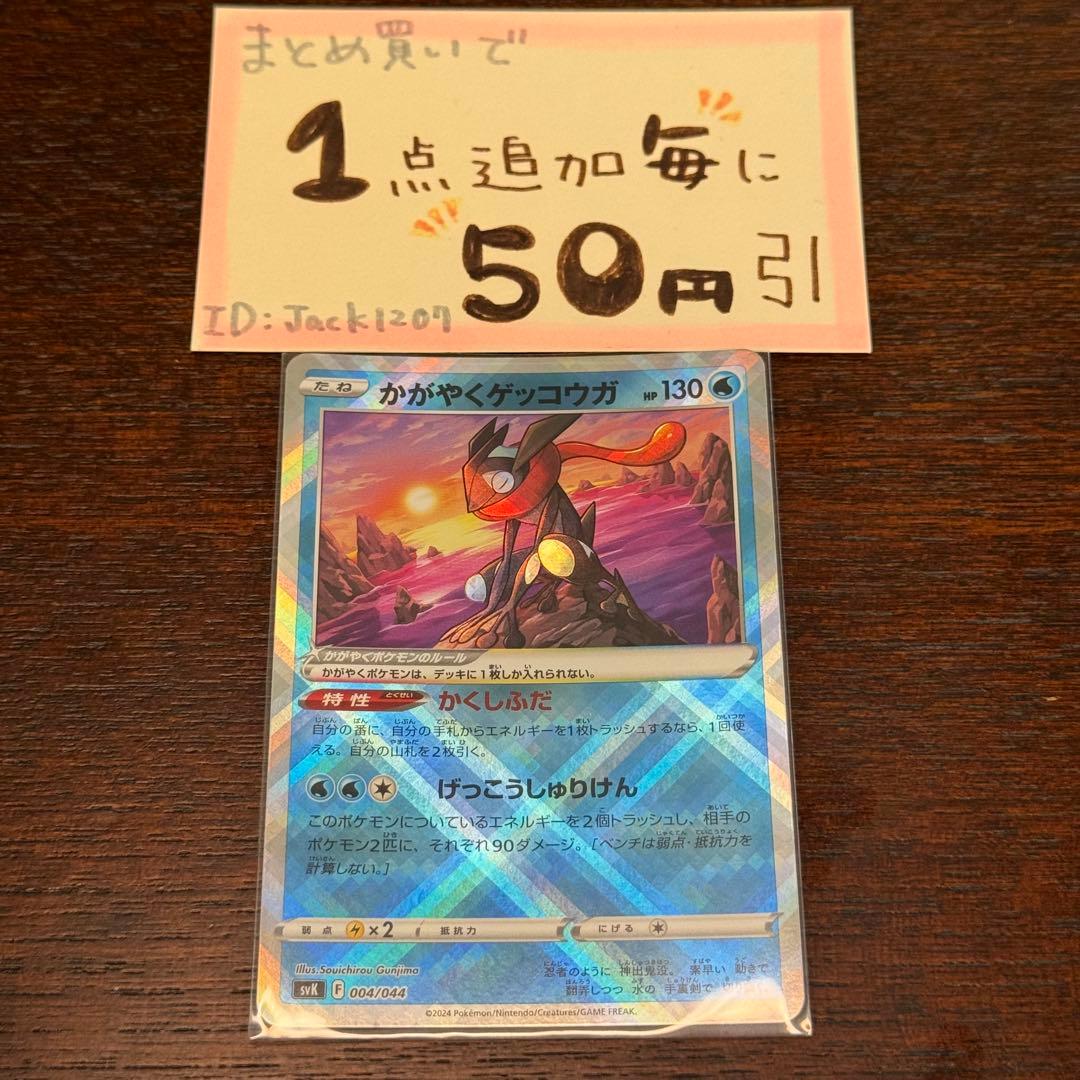 まとめ買いで
1点追加毎に
50円引
ID:Jack1207
たね かがやくゲッコウガ HP 130
かがやくポケモンのルール
かがやくポケモンは、デッキに1枚しか入れられない。
特性 かくしふだ
自分の番に、自分の手札からエネルギーを1枚トラッシュするなら、1回使
える。自分の山札を2枚引く。
げっこうしゅりけん
このポケモンについているエネルギーを2個トラッシュし、相手の
ポケモン2匹に、それぞれ90ダメージ。[ベンチは弱点・抵抗力を
計算しない。]
弱点 ×2 抵抗力 にげる
Illus.Souichirou Gunjima
忍者のように 神出鬼没。 素早い 動きで
翻弄しつつ 水の 手裏剣で
svK F 004/044
©2024 Pokémon/Nintendo/Creatures/GAME FREAK.